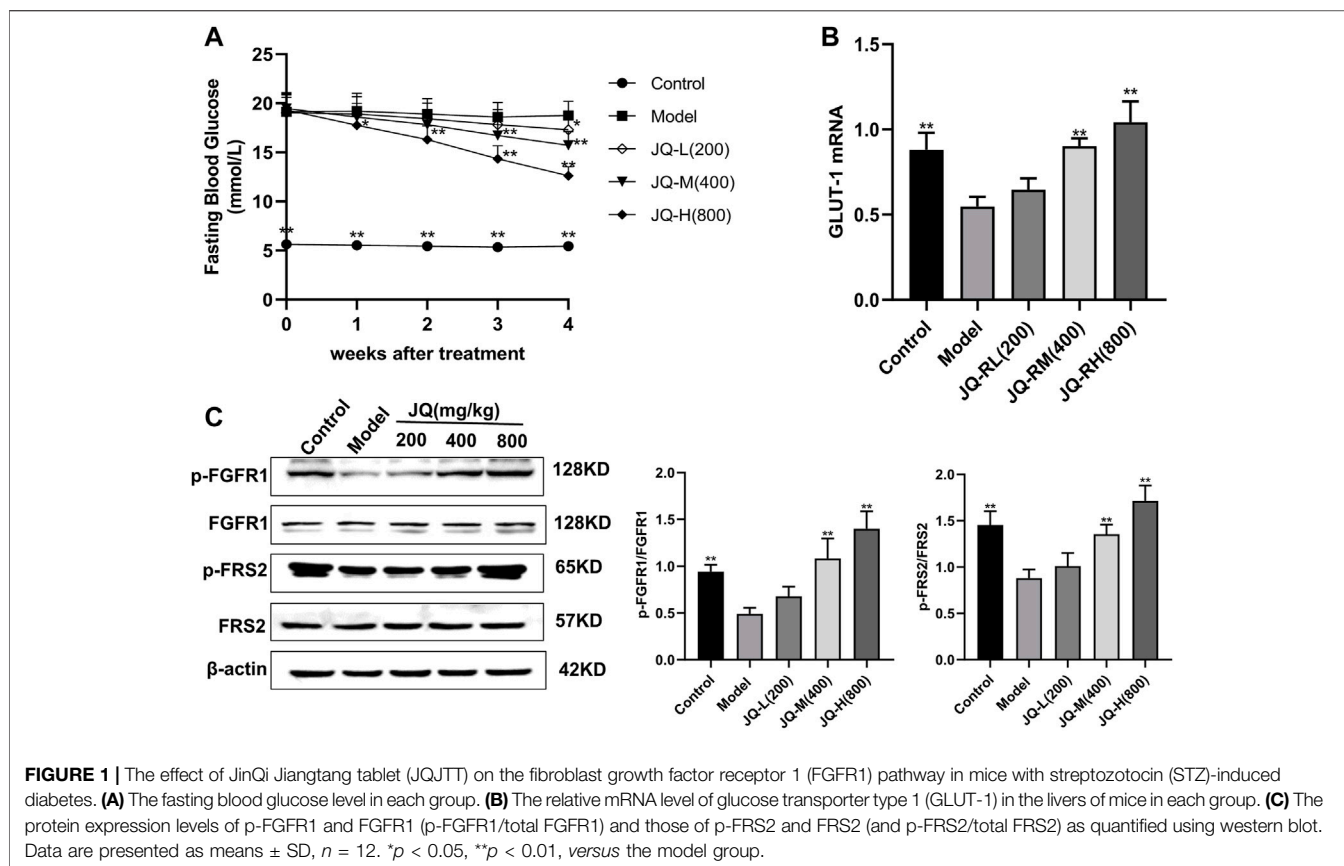 A
25
20
15
10
5
0
Fasting Blood Glucose
(mmol/L)
0 1 2 3 4
weeks after treatment
* ** ** *
** ** **
** ** ** ** **
Control
Model
JQ-L(200)
JQ-M(400)
JQ-H(800)
B
1.5
1.0
0.5
0.0
GLUT-1 mRNA
** ** **
Control Model JQ-RL(200) JQ-RM(400) JQ-RH(800)
C
Control Model JQ(mg/kg)
200 400 800
p-FGFR1 128KD
FGFR1 128KD
p-FRS2 65KD
FRS2 57KD
β-actin 42KD
2.0
1.5
1.0
0.5
0.0
p-FGFR1/FGFR1
** ** **
Control Model JQ-L(200) JQ-M(400) JQ-H(800)
2.0
1.5
1.0
0.5
0.0
p-FRS2/FRS2
** ** **
Control Model JQ-L(200) JQ-M(400) JQ-H(800)
FIGURE 1 | The effect of JinQi Jiangtang tablet (JQJTT) on the fibroblast growth factor receptor 1 (FGFR1) pathway in mice with streptozotocin (STZ)-induced
diabetes. (A) The fasting blood glucose level in each group. (B) The relative mRNA level of glucose transporter type 1 (GLUT-1) in the livers of mice in each group. (C) The
protein expression levels of p-FGFR1 and FGFR1 (p-FGFR1/total FGFR1) and those of p-FRS2 and FRS2 (and p-FRS2/total FRS2) as quantified using western blot.
Data are presented as means ± SD, n = 12. *p < 0.05, **p < 0.01, versus the model group.